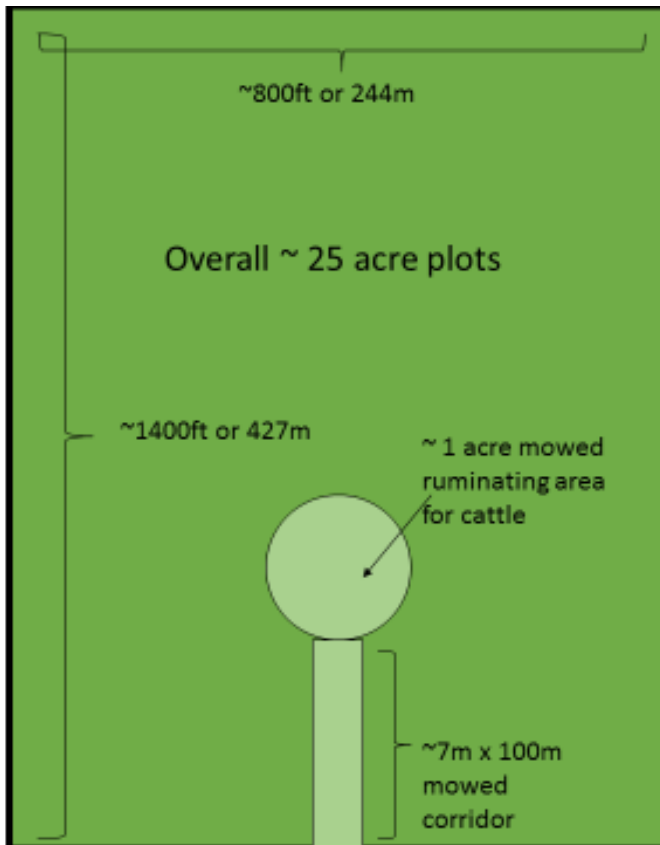 ~800ft or 244m
Overall ~ 25 acre plots
~1400ft or 427m
~ 1 acre mowed
ruminating area
for cattle
~7m x 100m
mowed
corridor